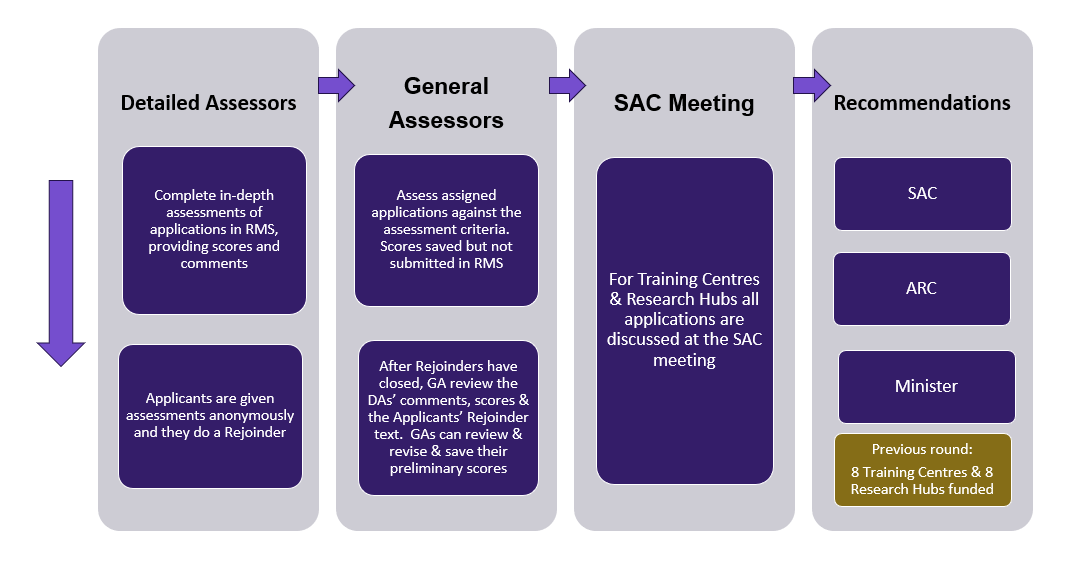 Detailed Assessors
Complete in-depth
assessments of
applications in RMS,
providing scores and
comments
Applicants are given
assessments anonymously
and they do a Rejoinder
General
Assessors
Assess assigned
applications against the
assessment criteria.
Scores saved but not
submitted in RMS
After Rejoinders have
closed, GA review the
DAs’ comments, scores &
the Applicants’ Rejoinder
text.  GAs can review &
revise & save their
preliminary scores
SAC Meeting
For Training Centres
& Research Hubs all
applications are
discussed at the SAC
meeting
Recommendations
SAC
ARC
Minister
Previous round:
8 Training Centres & 8
Research Hubs funded